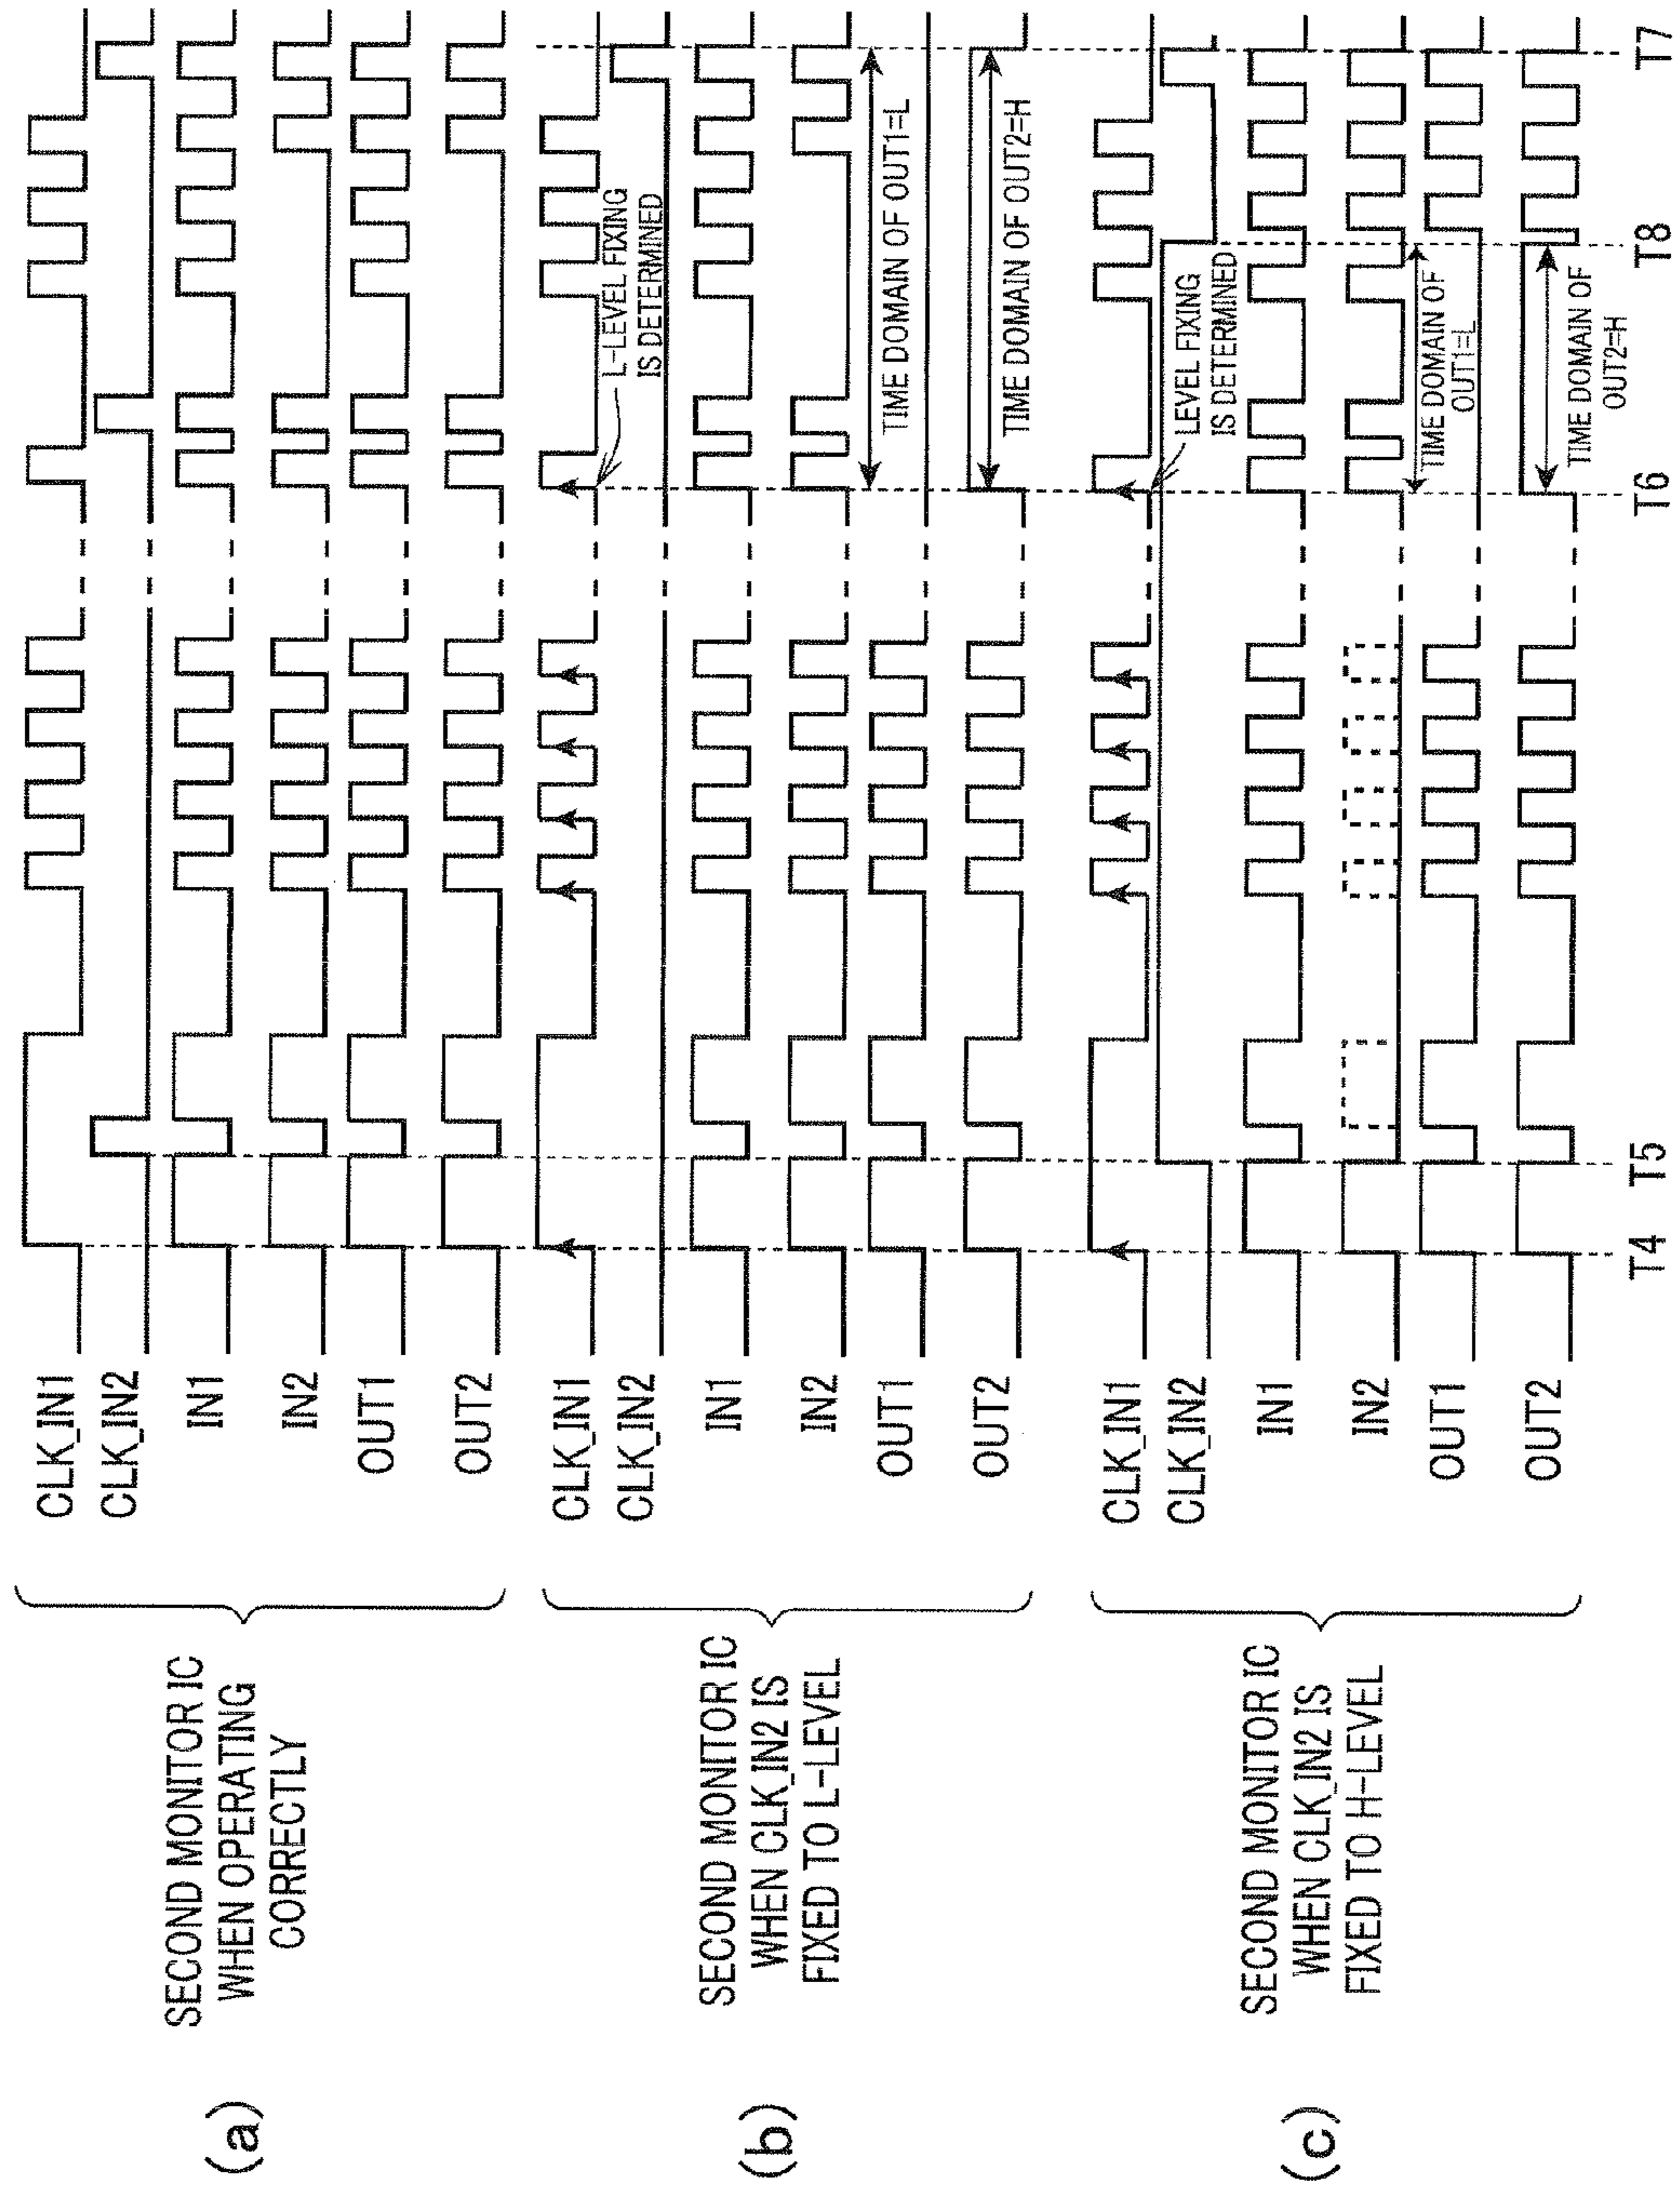 (a)
SECOND MONITOR IC
WHEN OPERATING
CORRECTLY
CLK_IN1
CLK_IN2
IN1
IN2
OUT1
OUT2
(b)
SECOND MONITOR IC
WHEN CLK_IN2 IS
FIXED TO L-LEVEL
CLK_IN1
CLK_IN2
IN1
IN2
OUT1
OUT2
L-LEVEL FIXING
IS DETERMINED
TIME DOMAIN OF OUT1=L
TIME DOMAIN OF OUT2=H
(c)
SECOND MONITOR IC
WHEN CLK_IN2 IS
FIXED TO H-LEVEL
CLK_IN1
CLK_IN2
IN1
IN2
OUT1
OUT2
LEVEL FIXING
IS DETERMINED
TIME DOMAIN OF
OUT1=L
TIME DOMAIN OF
OUT2=H
T4
T5
T6
T8
T7